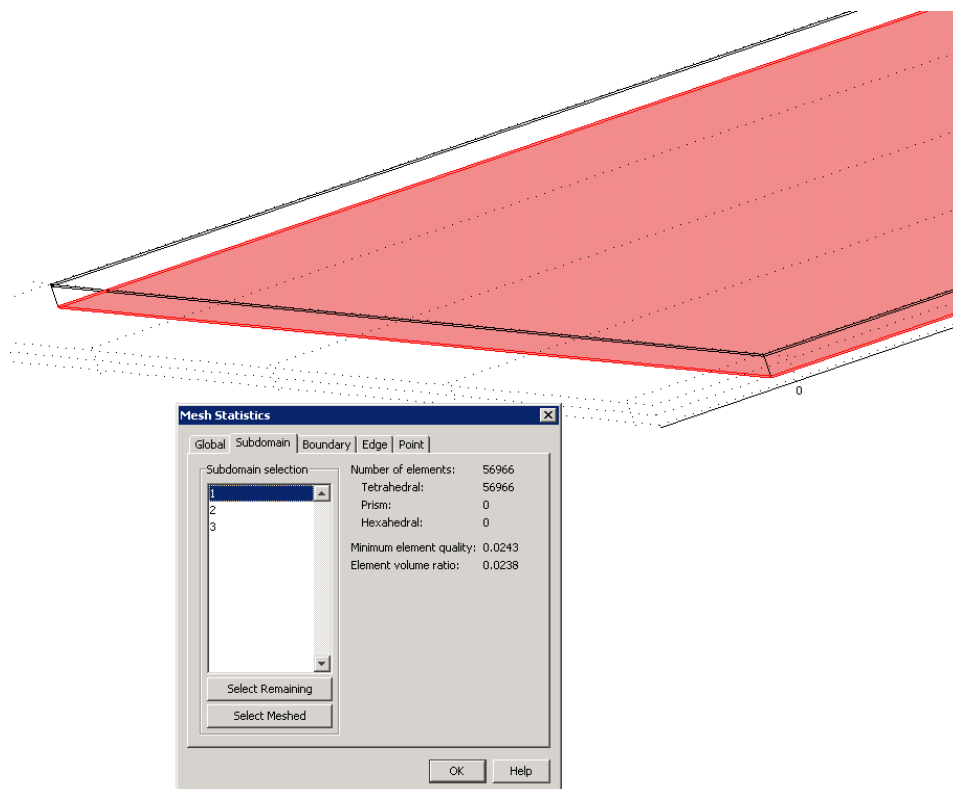 0
Mesh Statistics
Global Subdomain Boundary Edge Point
Subdomain selection
1
2
3
Select Remaining
Select Meshed
Number of elements: 56966
Tetrahedral: 56966
Prism: 0
Hexahedral: 0
Minimum element quality: 0.0243
Element volume ratio: 0.0238
OK Help